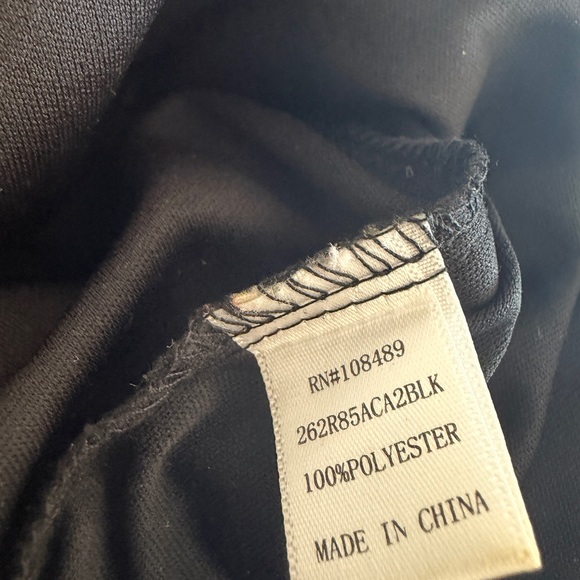 RN#108489
262R85ACA2BLK
100%POLYESTER
MADE IN CHINA